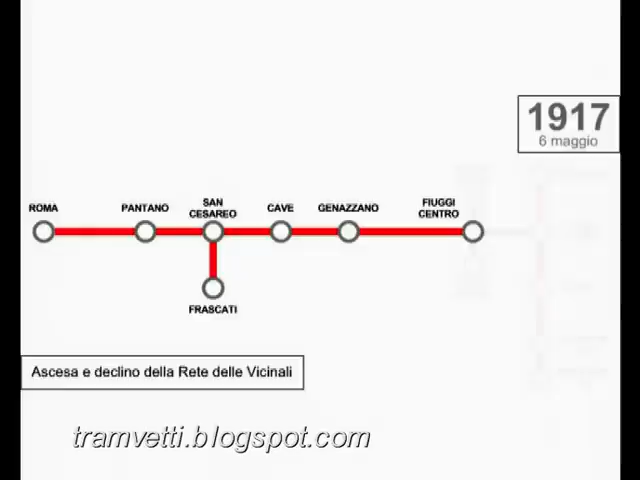 1917
6 maggio
ROMA
PANTANO
SAN
CESAREO
CAVE
GENAZZANO
FIUGGI
CENTRO
FRASCATI
Ascesa e declino della Rete delle Vicinali
tramvetti.blogspot.com